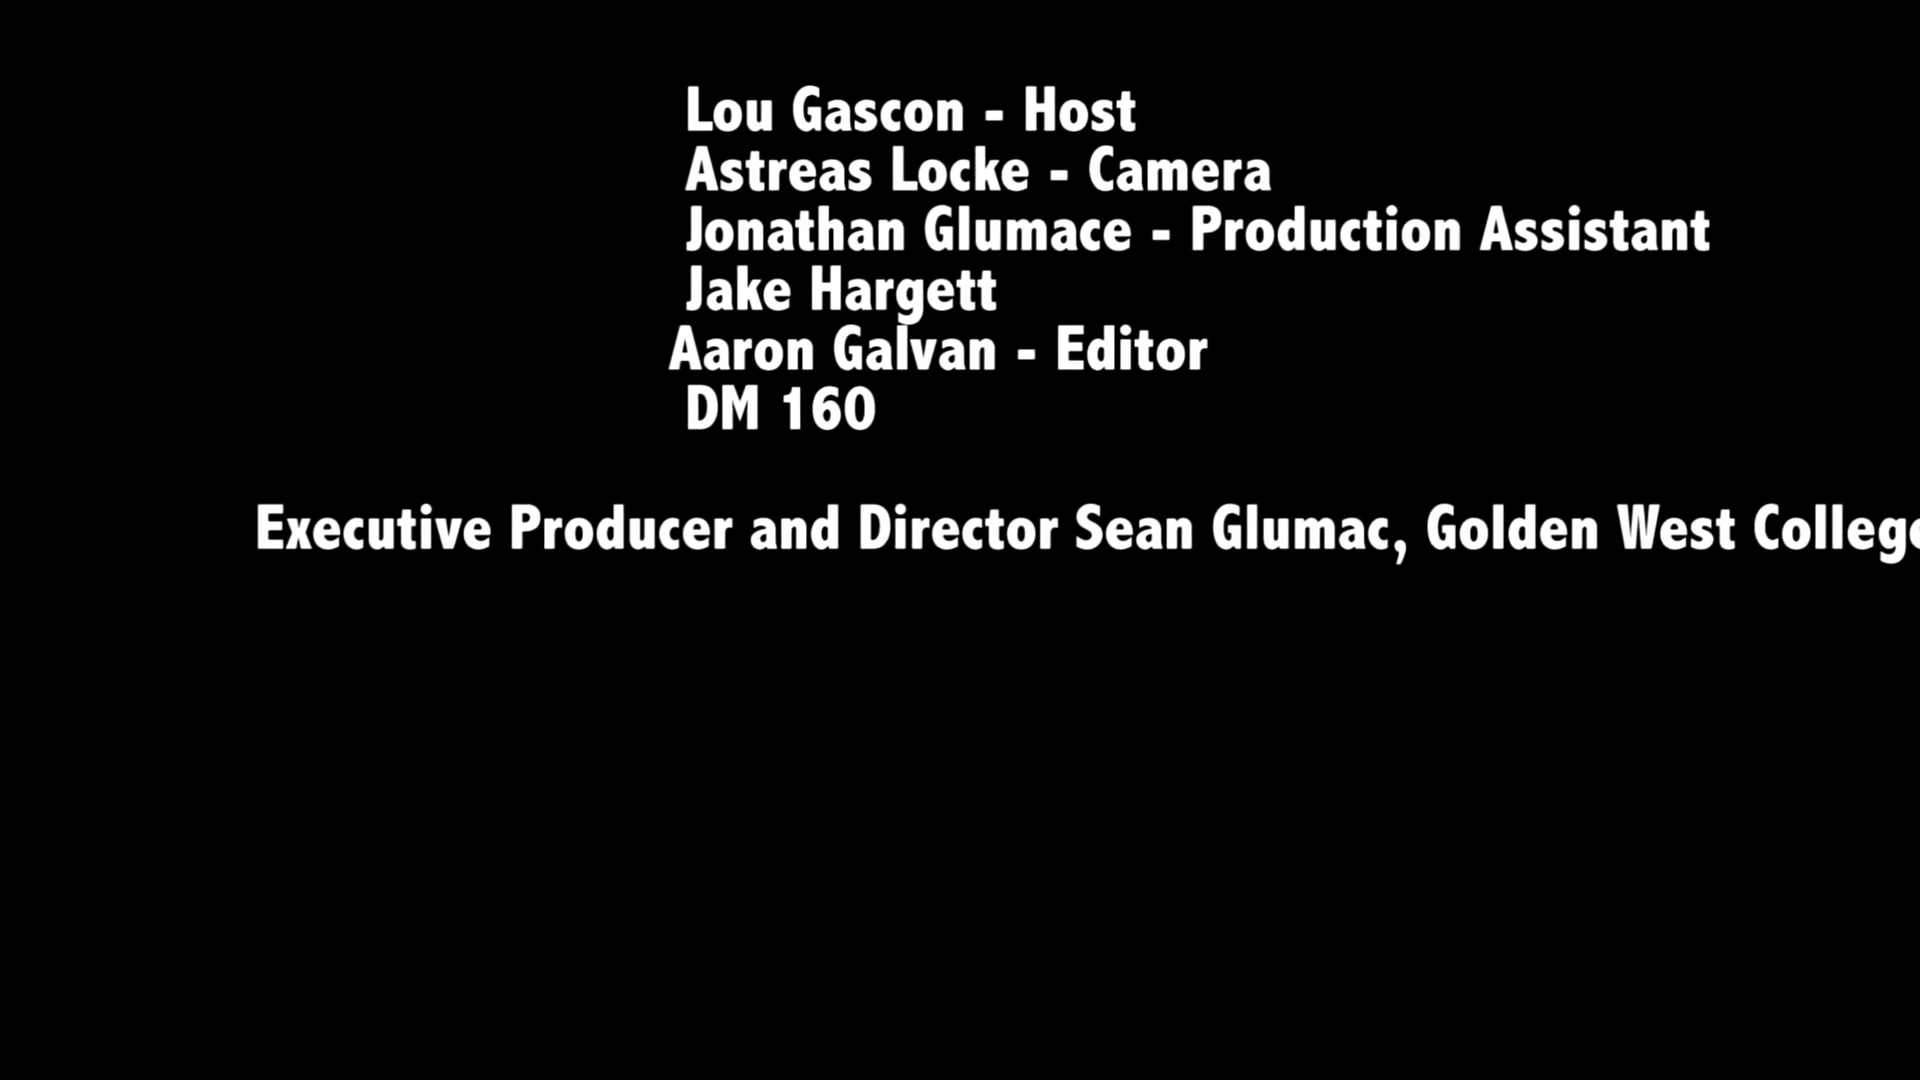 Lou Gascon - Host
Astreas Locke - Camera
Jonathan Glumace - Production Assistant
Jake Hargett
Aaron Galvan - Editor
DM 160
Executive Producer and Director Sean Glumac, Golden West College